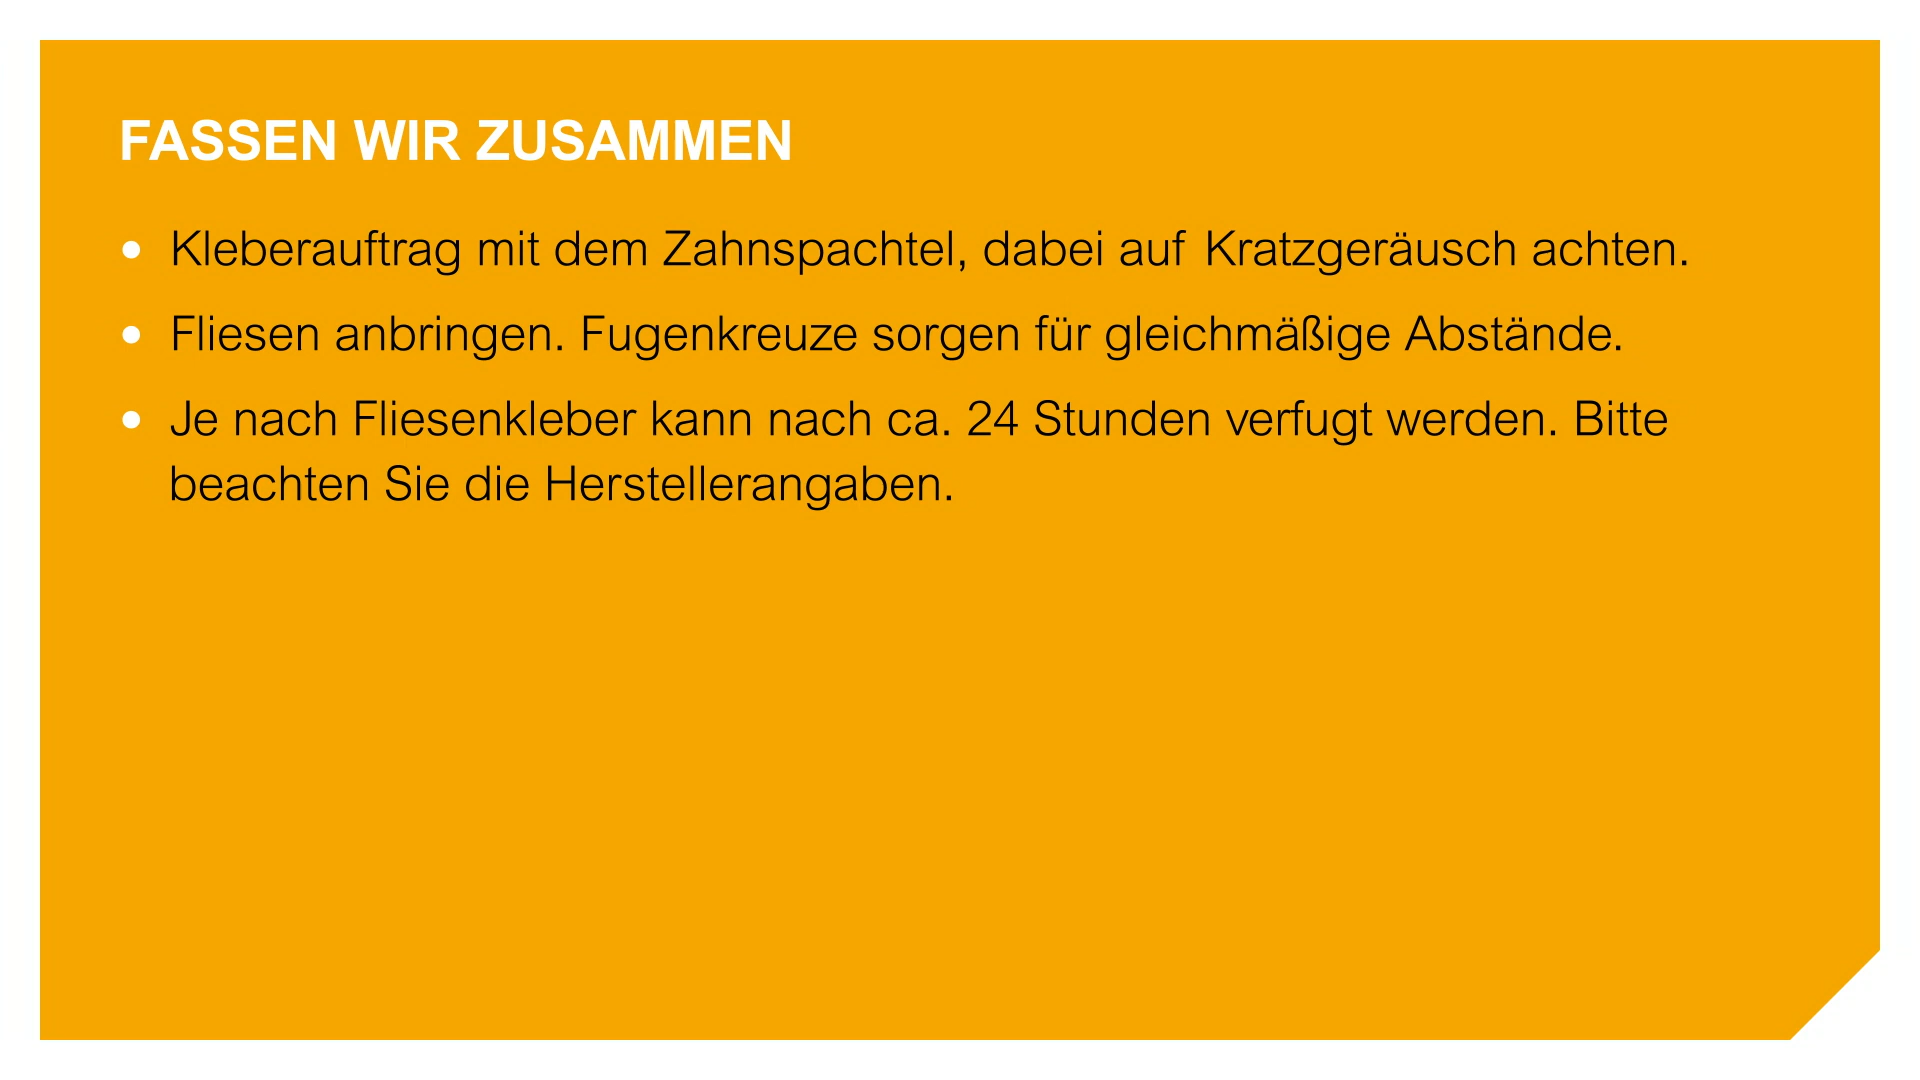 FASSEN WIR ZUSAMMEN
• Kleberauftrag mit dem Zahnspachtel, dabei auf Kratzgeräusch achten.
• Fliesen anbringen. Fugenkreuze sorgen für gleichmäßige Abstände.
• Je nach Fliesenkleber kann nach ca. 24 Stunden verfugt werden. Bitte
beachten Sie die Herstellerangaben.